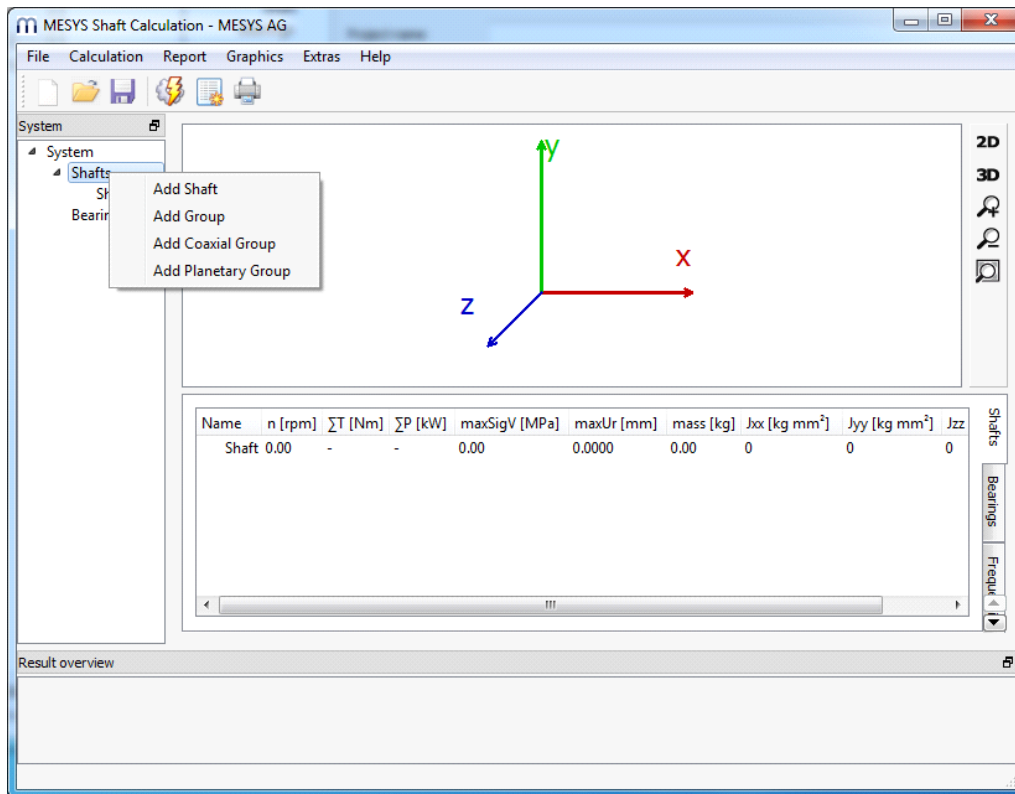 MESYS Shaft Calculation - MESYS AG
File Calculation Report Graphics Extras Help
System
System
Shafts
Sh
Bearin
Add Shaft
Add Group
Add Coaxial Group
Add Planetary Group
y
x
z
2D
3D
Name n [rpm] ∑T [Nm] ∑P [kW] maxSigV [MPa] maxUr [mm] mass [kg] Jxx [kg mm²] Jyy [kg mm²] Jzz
Shaft 0.00 - - 0.00 0.0000 0.00 0 0 0
Shafts
Bearings
Freque
Result overview